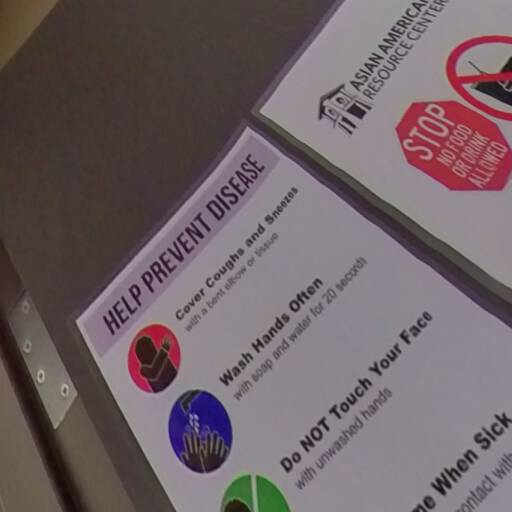 ASIAN AMERICAN
RESOURCE CENTER
STOP
NO FOOD
OR DRINK
ALLOWED
HELP PREVENT DISEASE
Cover Coughs and Sneezes
with a bent elbow or tissue
Wash Hands Often
with soap and water for 20 seconds
Do NOT Touch Your Face
with unwashed hands
When Sick
contact with